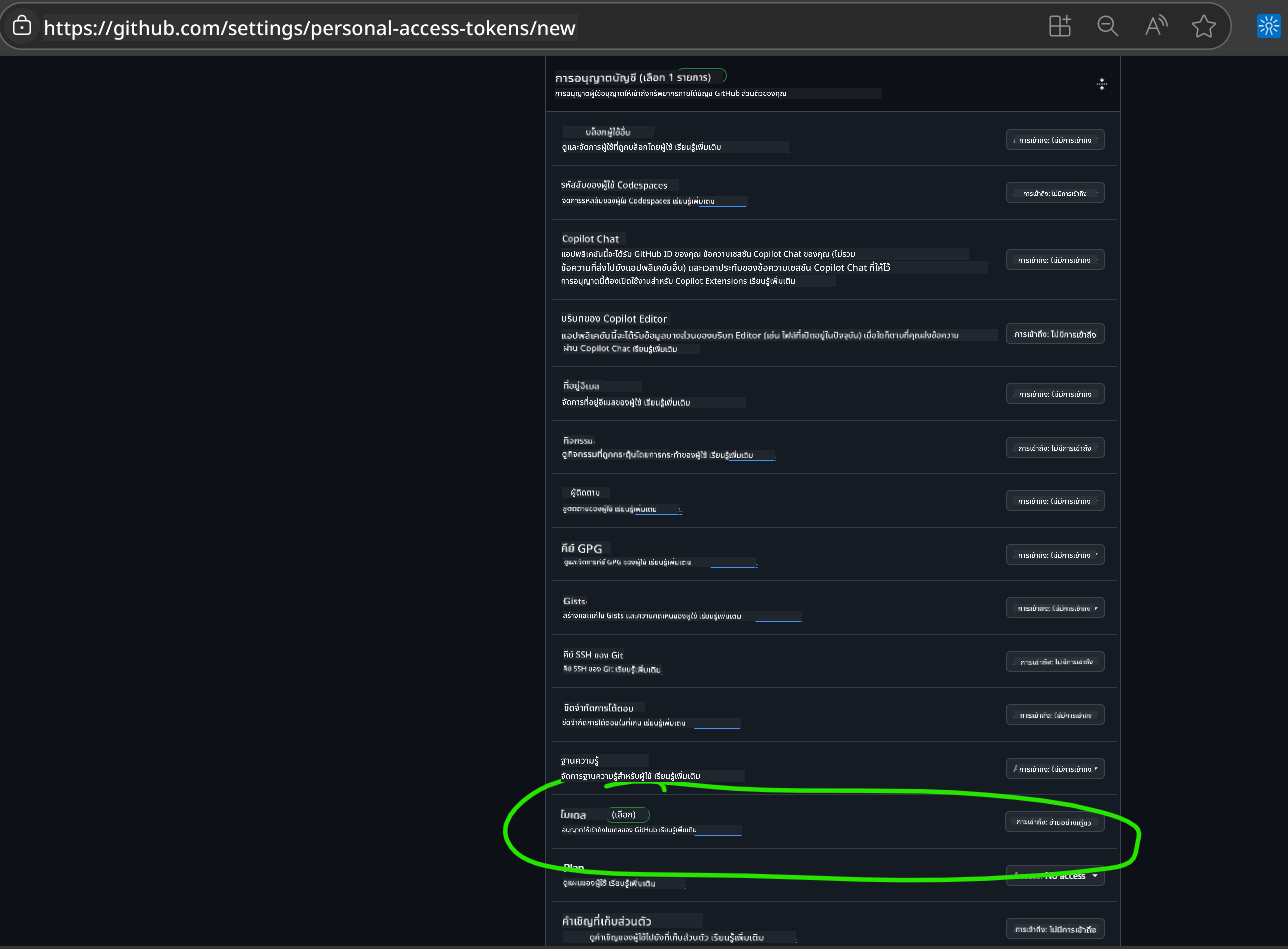 https://github.com/settings/personal-access-tokens/new
การอนุญาตบัญชี (เลือก 1 รายการ)
การอนุญาตผู้ใช้อนุญาตให้เข้าถึงทรัพยากรภายใต้บัญชี GitHub ส่วนตัวของคุณ
บล็อกผู้ใช้อื่น
ดูและจัดการผู้ใช้ที่ถูกบล็อกโดยผู้ใช้ เรียนรู้เพิ่มเติม
การเข้าถึง: ไม่มีการเข้าถึง
รหัสลับของผู้ใช้ Codespaces
จัดการรหัสลับของผู้ใช้ Codespaces เรียนรู้เพิ่มเติม
การเข้าถึง: ไม่มีการเข้าถึง
Copilot Chat
แอปพลิเคชันนี้จะได้รับ GitHub ID ของคุณ ข้อความเซสชัน Copilot Chat ของคุณ (ไม่รวม
ข้อความที่ส่งไปยังแอปพลิเคชันอื่น) และเวลาประทับของข้อความเซสชัน Copilot Chat ที่ให้ไว้
การอนุญาตนี้ต้องเปิดใช้งานสำหรับ Copilot Extensions เรียนรู้เพิ่มเติม
การเข้าถึง: ไม่มีการเข้าถึง
บริบทของ Copilot Editor
แอปพลิเคชันนี้จะได้รับข้อมูลบางส่วนของบริบท Editor (เช่น ไฟล์ที่เปิดอยู่ในปัจจุบัน) เมื่อใดก็ตามที่คุณส่งข้อความ
ผ่าน Copilot Chat เรียนรู้เพิ่มเติม
การเข้าถึง: ไม่มีการเข้าถึง
ที่อยู่อีเมล
จัดการที่อยู่อีเมลของผู้ใช้ เรียนรู้เพิ่มเติม
การเข้าถึง: ไม่มีการเข้าถึง
กิจกรรม
ดูกิจกรรมที่ถูกกระตุ้นโดยการกระทำของผู้ใช้ เรียนรู้เพิ่มเติม
การเข้าถึง: ไม่มีการเข้าถึง
ผู้ติดตาม
ผู้ติดตามของผู้ใช้ เรียนรู้เพิ่มเติม
การเข้าถึง: ไม่มีการเข้าถึง
คีย์ GPG
ดูและจัดการคีย์ GPG ของผู้ใช้ เรียนรู้เพิ่มเติม
การเข้าถึง: ไม่มีการเข้าถึง
Gists
สร้างและแก้ไข Gists และความคิดเห็นของผู้ใช้ เรียนรู้เพิ่มเติม
การเข้าถึง: ไม่มีการเข้าถึง
คีย์ SSH ของ Git
คีย์ SSH ของ Git เรียนรู้เพิ่มเติม
การเข้าถึง: ไม่มีการเข้าถึง
ขีดจำกัดการโต้ตอบ
ขีดจำกัดการโต้ตอบในที่เก็บ เรียนรู้เพิ่มเติม
การเข้าถึง: ไม่มีการเข้าถึง
ฐานความรู้
จัดการฐานความรู้สำหรับผู้ใช้ เรียนรู้เพิ่มเติม
การเข้าถึง: ไม่มีการเข้าถึง
โมเดล (เลือก)
อนุญาตให้เข้าถึงโมเดลของ GitHub เรียนรู้เพิ่มเติม
การเข้าถึง: อ่านอย่างเดียว
Plan
ดูแผนของผู้ใช้ เรียนรู้เพิ่มเติม
Access: No access
คำเชิญที่เก็บส่วนตัว
ดูคำเชิญของผู้ใช้ไปยังที่เก็บส่วนตัว เรียนรู้เพิ่มเติม
การเข้าถึง: ไม่มีการเข้าถึง